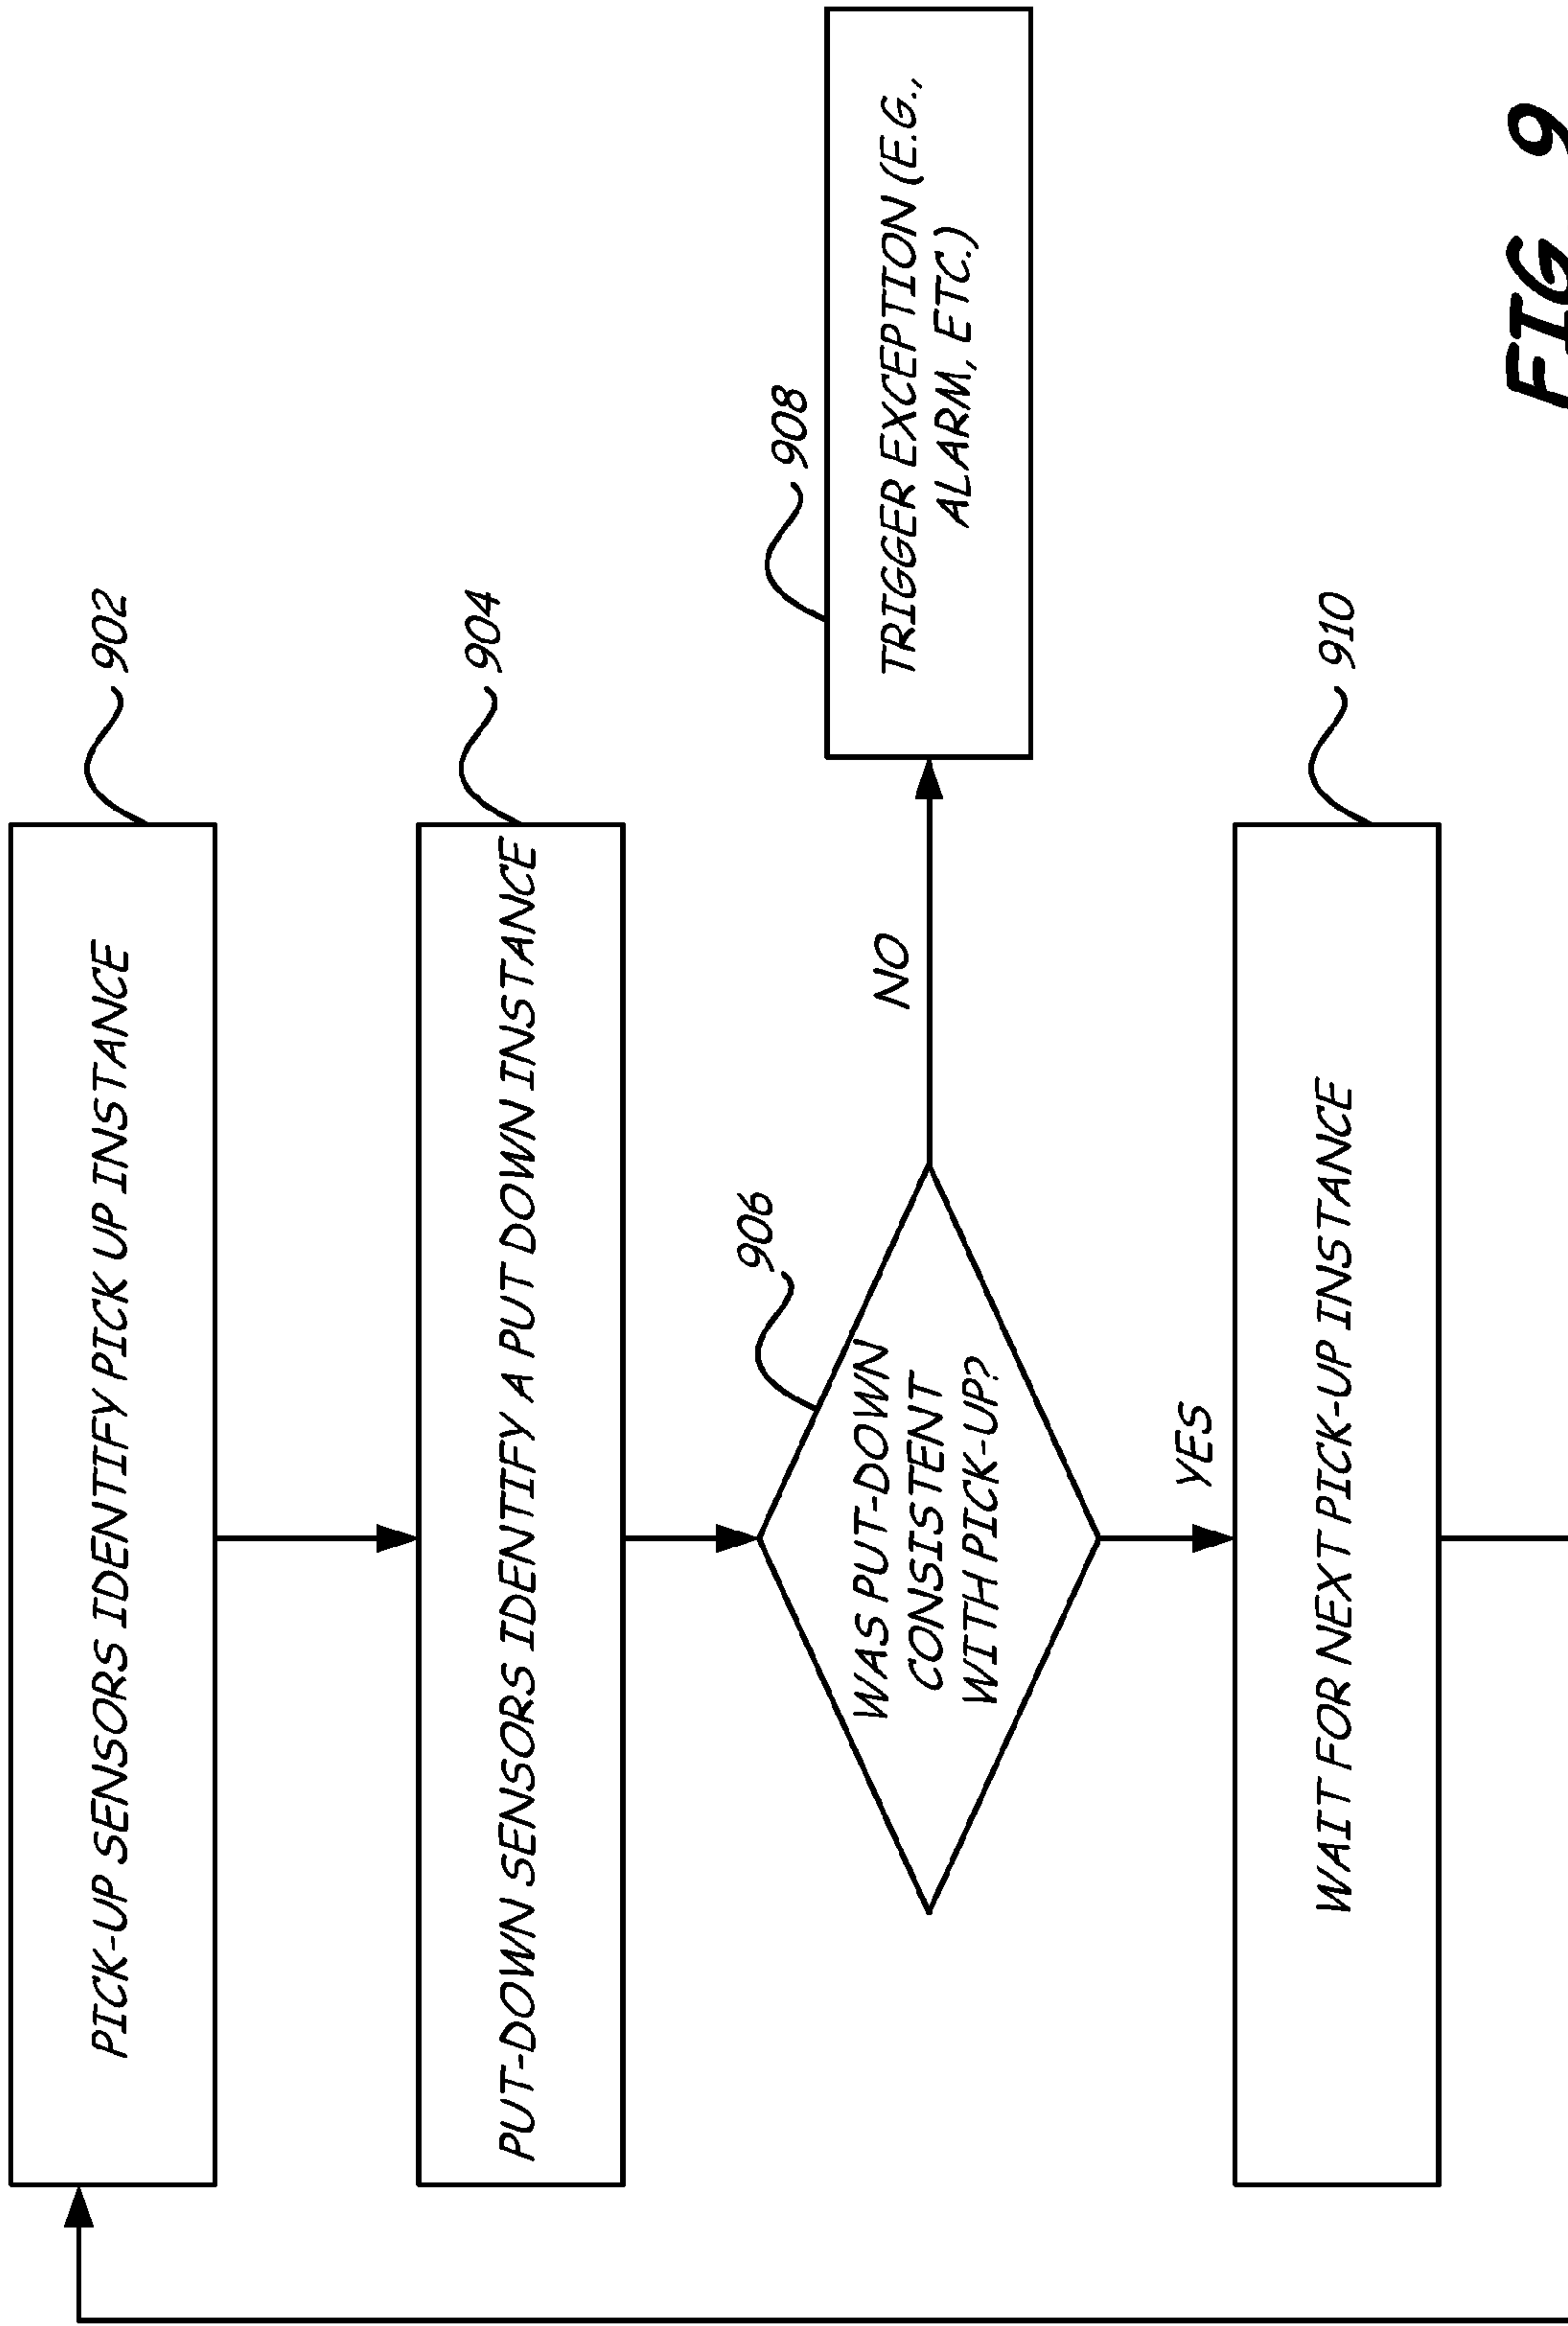 PICK-UP SENSORS IDENTIFY PICK UP INSTANCE
902
PUT-DOWN SENSORS IDENTIFY A PUT DOWN INSTANCE
904
WAS PUT-DOWN
CONSISTENT
WITH PICK-UP?
906
NO
TRIGGER EXCEPTION (E.G.,
ALARM, ETC.)
908
YES
WAIT FOR NEXT PICK-UP INSTANCE
910
FIG. 9